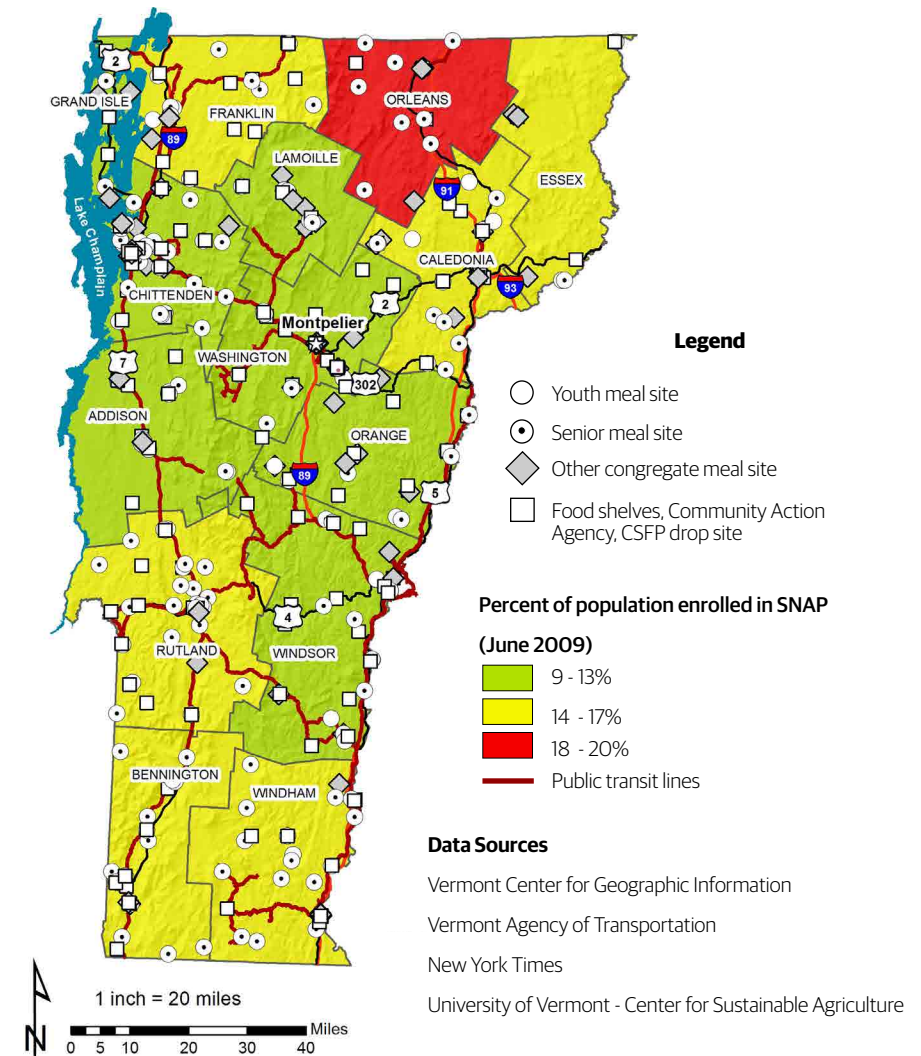 2
GRAND ISLE
FRANKLIN
89
ORLEANS
LAMOILLE
91
ESSEX
Lake Champlain
CALEDONIA
93
CHITTENDEN
2
Montpelier
7
WASHINGTON
302
ADDISON
ORANGE
89
5
4
RUTLAND
WINDSOR
BENNINGTON
WINDHAM
Legend
Youth meal site
Senior meal site
Other congregate meal site
Food shelves, Community Action
Agency, CSFP drop site
Percent of population enrolled in SNAP
(June 2009)
9 - 13%
14 - 17%
18 - 20%
Public transit lines
Data Sources
Vermont Center for Geographic Information
Vermont Agency of Transportation
New York Times
University of Vermont - Center for Sustainable Agriculture
N
1 inch = 20 miles
Miles
0 5 10 20 30 40